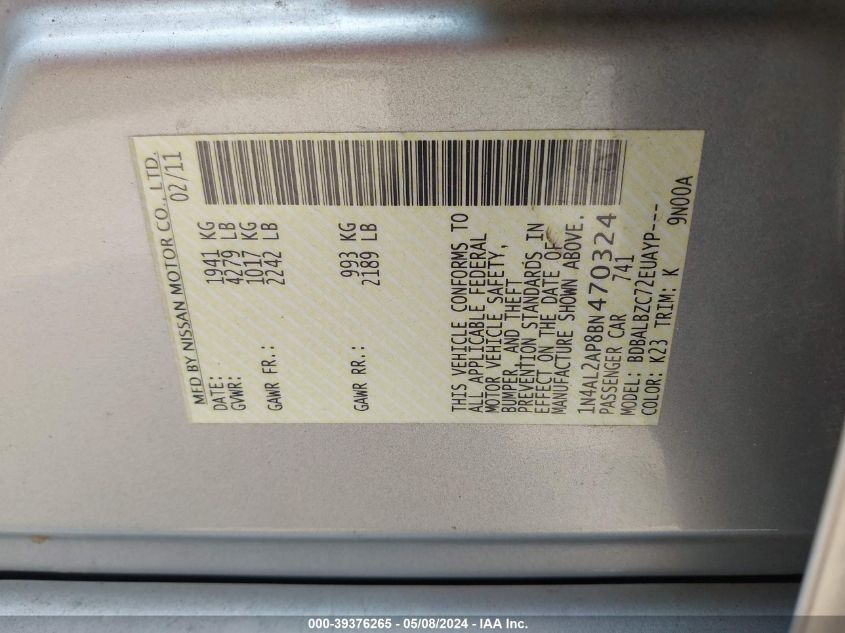 MFD BY NISSAN MOTOR CO., LTD.
DATE: 02/11
GVWR: 1941 KG
4279 LB
GAWR FR.: 1017 KG
2242 LB
GAWR RR.: 993 KG
2189 LB
THIS VEHICLE CONFORMS TO
ALL APPLICABLE FEDERAL
MOTOR VEHICLE SAFETY,
BUMPER, AND THEFT
PREVENTION STANDARDS IN
EFFECT ON THE DATE OF
MANUFACTURE SHOWN ABOVE.
1N4AL2AP8BN470324
PASSENGER CAR 741
MODEL: BDBALBZC72EUAYP---
COLOR: K23 TRIM: K 9N00A
000-39376265 - 05/08/2024 - IAA Inc.